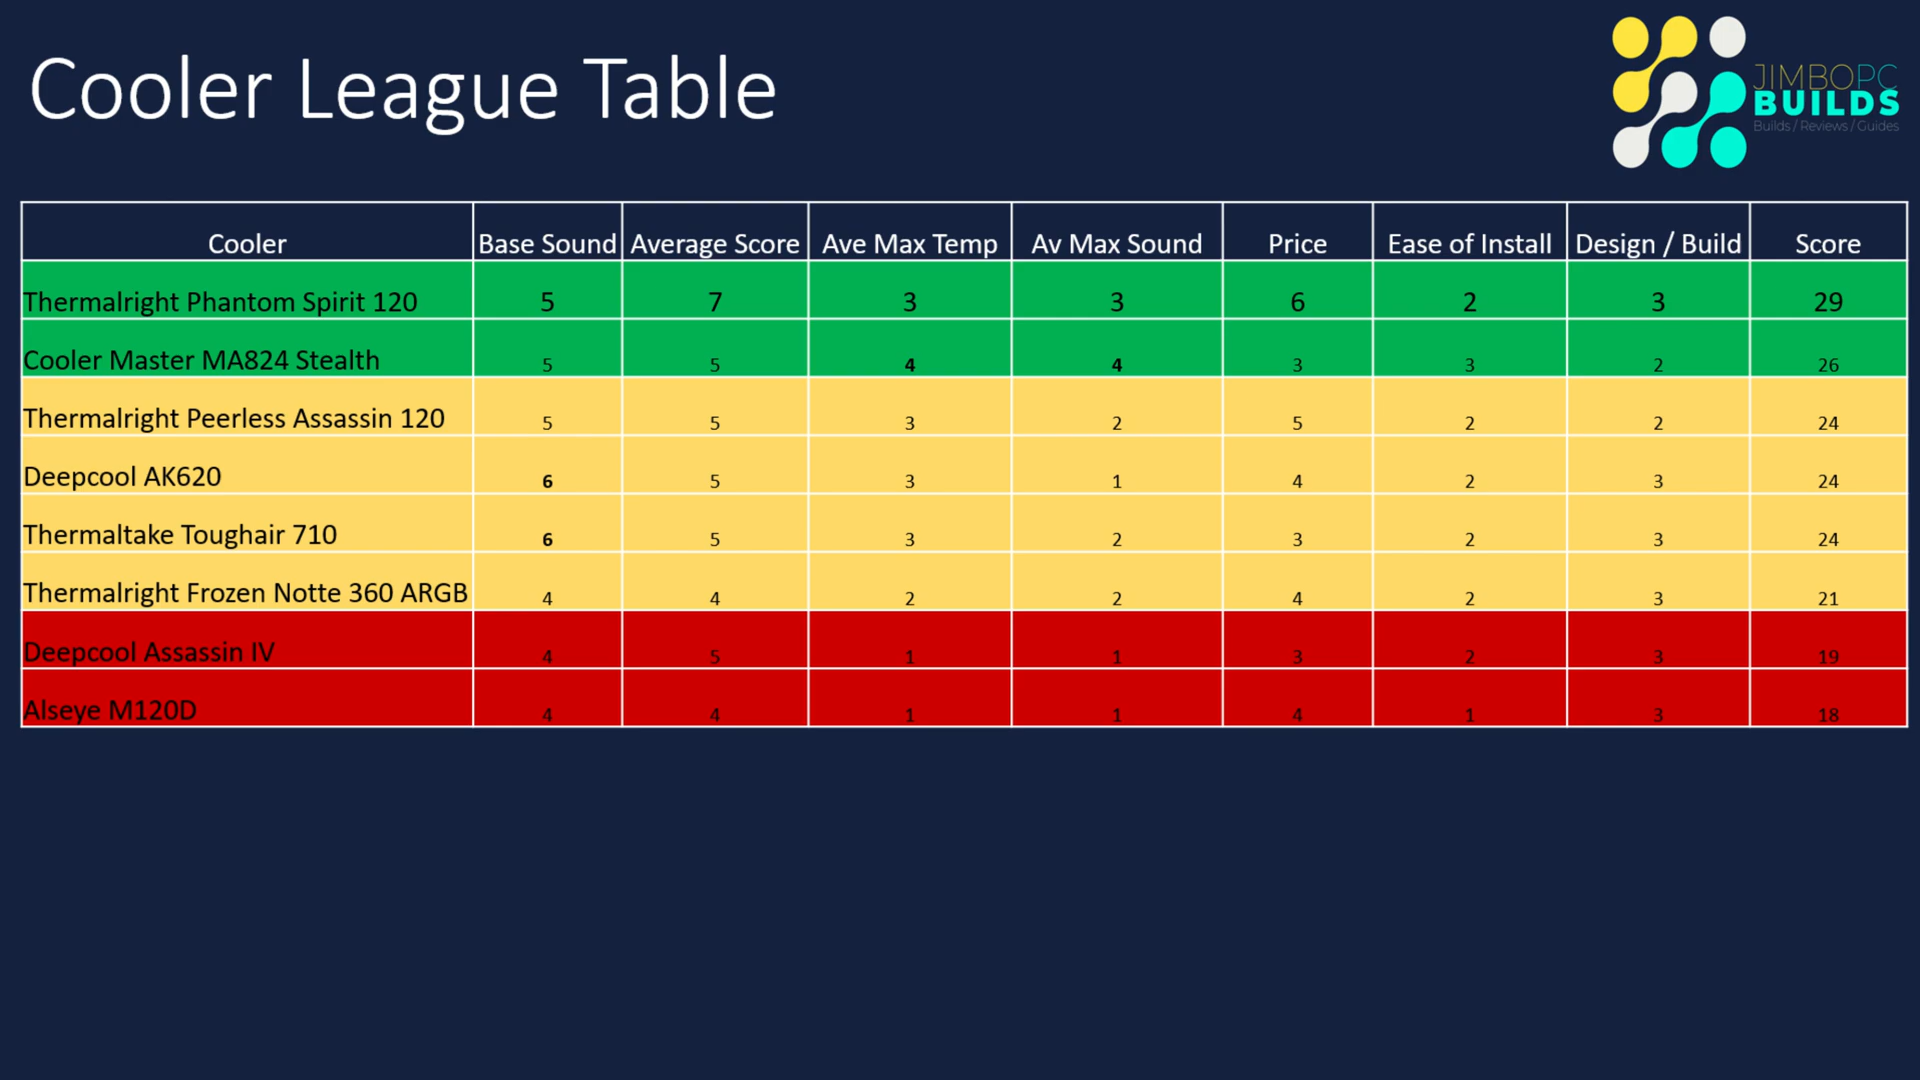 Cooler League Table
JIMBOPC
BUILDS
Builds / Reviews / Guides
Cooler Base Sound Average Score Ave Max Temp Av Max Sound Price Ease of Install Design / Build Score
Thermalright Phantom Spirit 120 5 7 3 3 6 2 3 29
Cooler Master MA824 Stealth 5 5 4 4 3 3 2 26
Thermalright Peerless Assassin 120 5 5 3 2 5 2 2 24
Deepcool AK620 6 5 3 1 4 2 3 24
Thermaltake Toughair 710 6 5 3 2 3 2 3 24
Thermalright Frozen Notte 360 ARGB 4 4 2 2 4 2 3 21
Deepcool Assassin IV 4 5 1 1 3 2 3 19
Alseye M120D 4 4 1 1 4 1 3 18